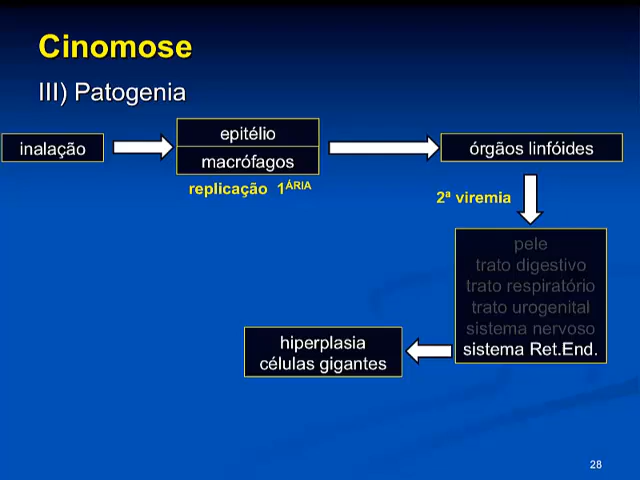 Cinomose
III) Patogenia
inalação
epitélio
macrófagos
replicação 1ÁRIA
órgãos linfóides
2ª viremia
pele
trato digestivo
trato respiratório
trato urogenital
sistema nervoso
sistema Ret.End.
hiperplasia
células gigantes
28